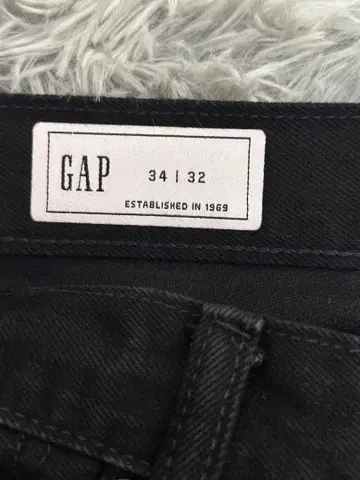 GAP 34 | 32
ESTABLISHED IN 1969